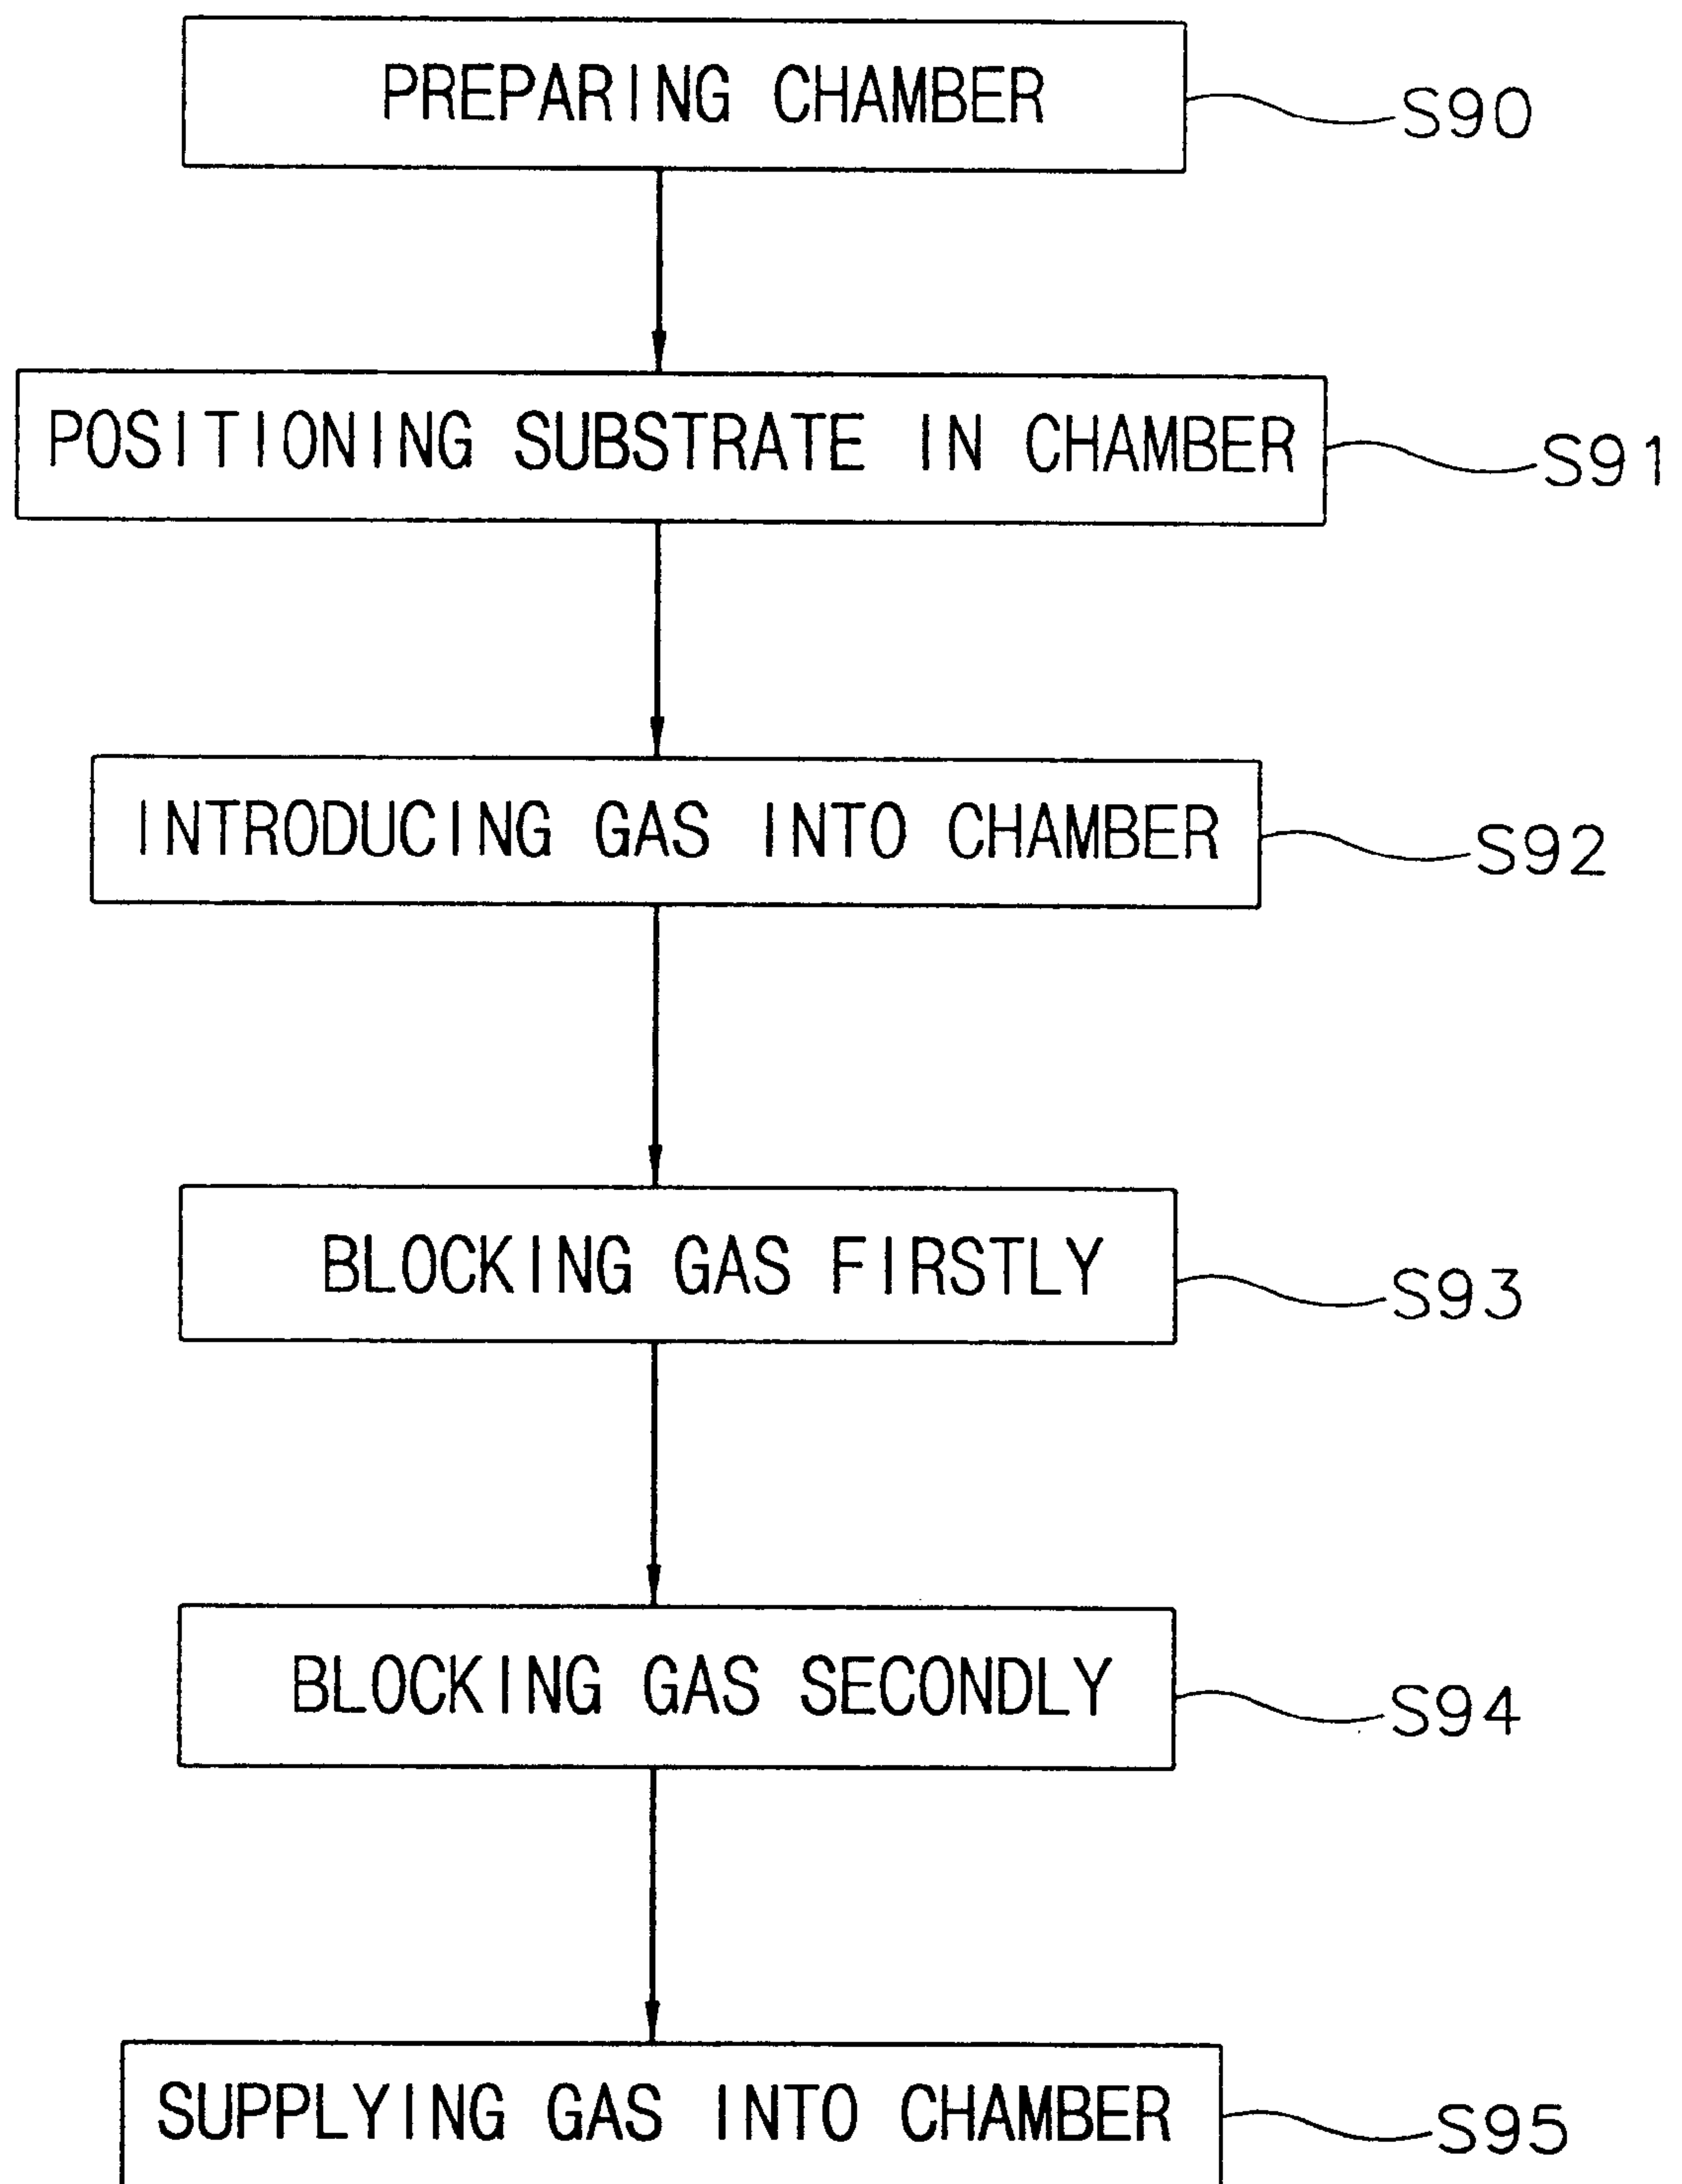 PREPARING CHAMBER
S90
POSITIONING SUBSTRATE IN CHAMBER
S91
INTRODUCING GAS INTO CHAMBER
S92
BLOCKING GAS FIRSTLY
S93
BLOCKING GAS SECONDLY
S94
SUPPLYING GAS INTO CHAMBER
S95